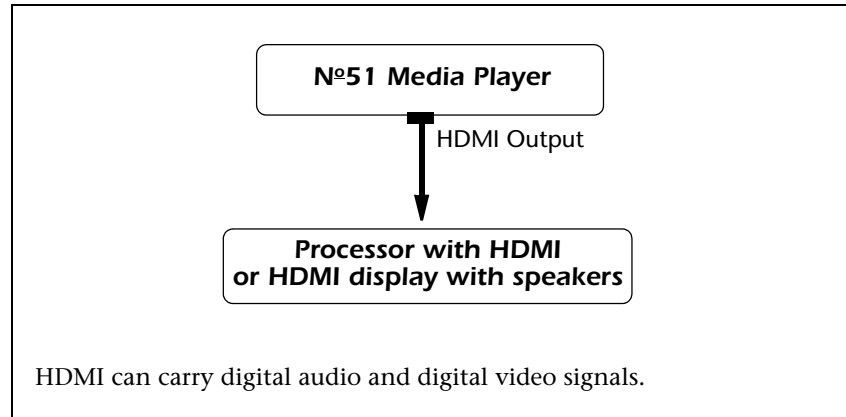 Nº51 Media Player
HDMI Output
Processor with HDMI
or HDMI display with speakers
HDMI can carry digital audio and digital video signals.